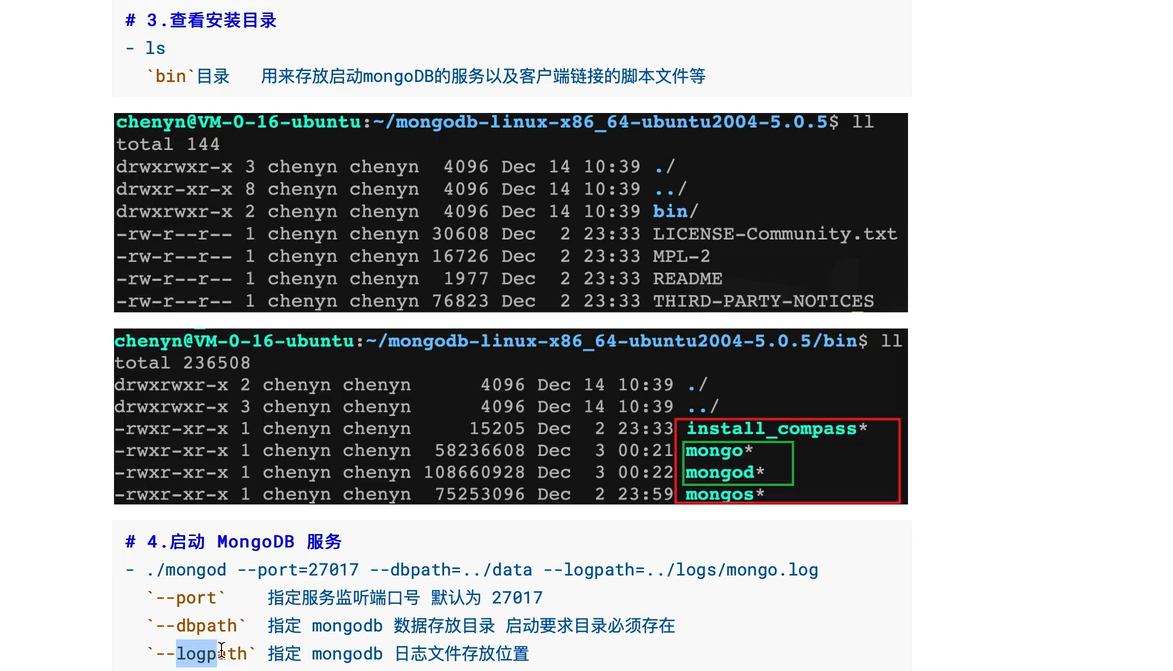 # 3.查看安装目录
- ls
`bin`目录 用来存放启动mongoDB的服务以及客户端链接的脚本文件等
chenyn@VM-0-16-ubuntu:~/mongodb-linux-x86_64-ubuntu2004-5.0.5$ ll
total 144
drwxrwxr-x 3 chenyn chenyn 4096 Dec 14 10:39 ./
drwxr-xr-x 8 chenyn chenyn 4096 Dec 14 10:39 ../
drwxrwxr-x 2 chenyn chenyn 4096 Dec 14 10:39 bin/
-rw-r--r-- 1 chenyn chenyn 30608 Dec 2 23:33 LICENSE-Community.txt
-rw-r--r-- 1 chenyn chenyn 16726 Dec 2 23:33 MPL-2
-rw-r--r-- 1 chenyn chenyn 1977 Dec 2 23:33 README
-rw-r--r-- 1 chenyn chenyn 76823 Dec 2 23:33 THIRD-PARTY-NOTICES
chenyn@VM-0-16-ubuntu:~/mongodb-linux-x86_64-ubuntu2004-5.0.5/bin$ ll
total 236508
drwxrwxr-x 2 chenyn chenyn 4096 Dec 14 10:39 ./
drwxrwxr-x 3 chenyn chenyn 4096 Dec 14 10:39 ../
-rwxr-xr-x 1 chenyn chenyn 15205 Dec 2 23:33 install_compass*
-rwxr-xr-x 1 chenyn chenyn 58236608 Dec 3 00:21 mongo*
-rwxr-xr-x 1 chenyn chenyn 108660928 Dec 3 00:22 mongod*
-rwxr-xr-x 1 chenyn chenyn 75253096 Dec 2 23:59 mongos*
# 4.启动 MongoDB 服务
- ./mongod --port=27017 --dbpath=../data --logpath=../logs/mongo.log
`--port` 指定服务监听端口号 默认为 27017
`--dbpath` 指定 mongodb 数据存放目录 启动要求目录必须存在
`--logpath` 指定 mongodb 日志文件存放位置